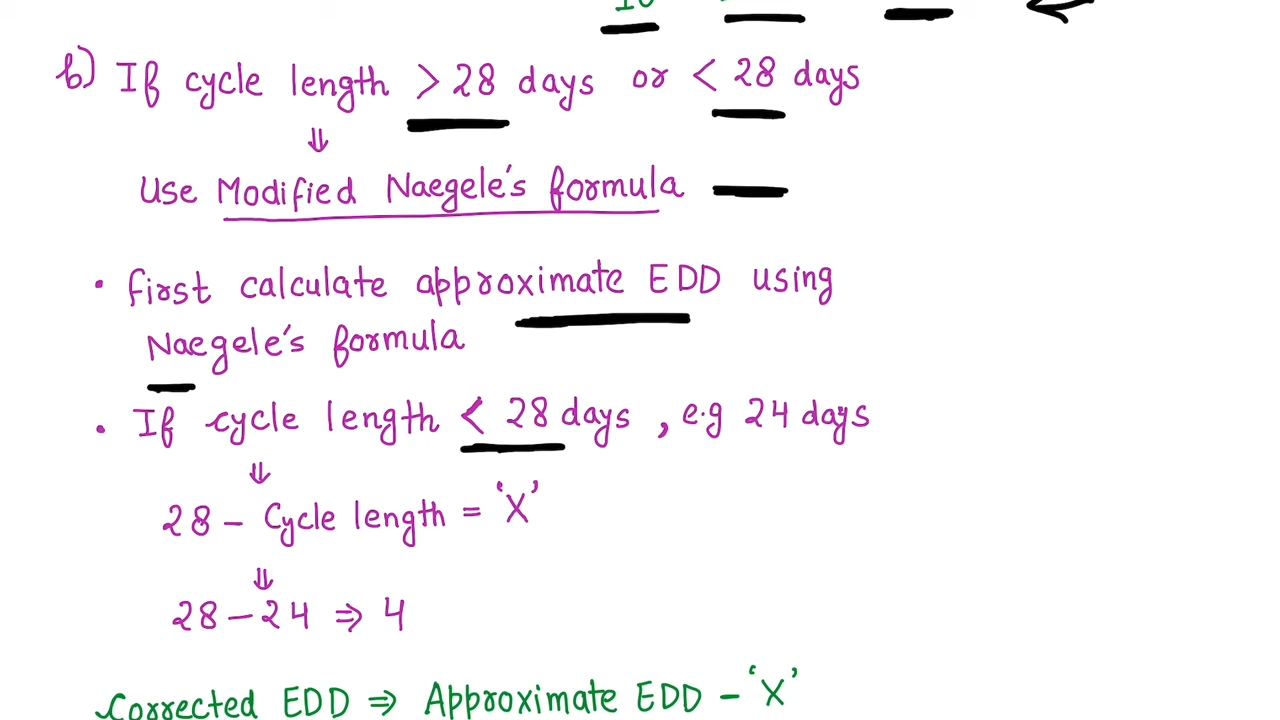 b) If cycle length > 28 days or < 28 days
⇓
Use Modified Naegele's formula
• first calculate approximate EDD using
Naegele's formula
• If cycle length < 28 days, e.g 24 days
⇓
28 - Cycle length = 'X'
⇓
28 - 24 ⇒ 4
Corrected EDD ⇒ Approximate EDD - 'X'